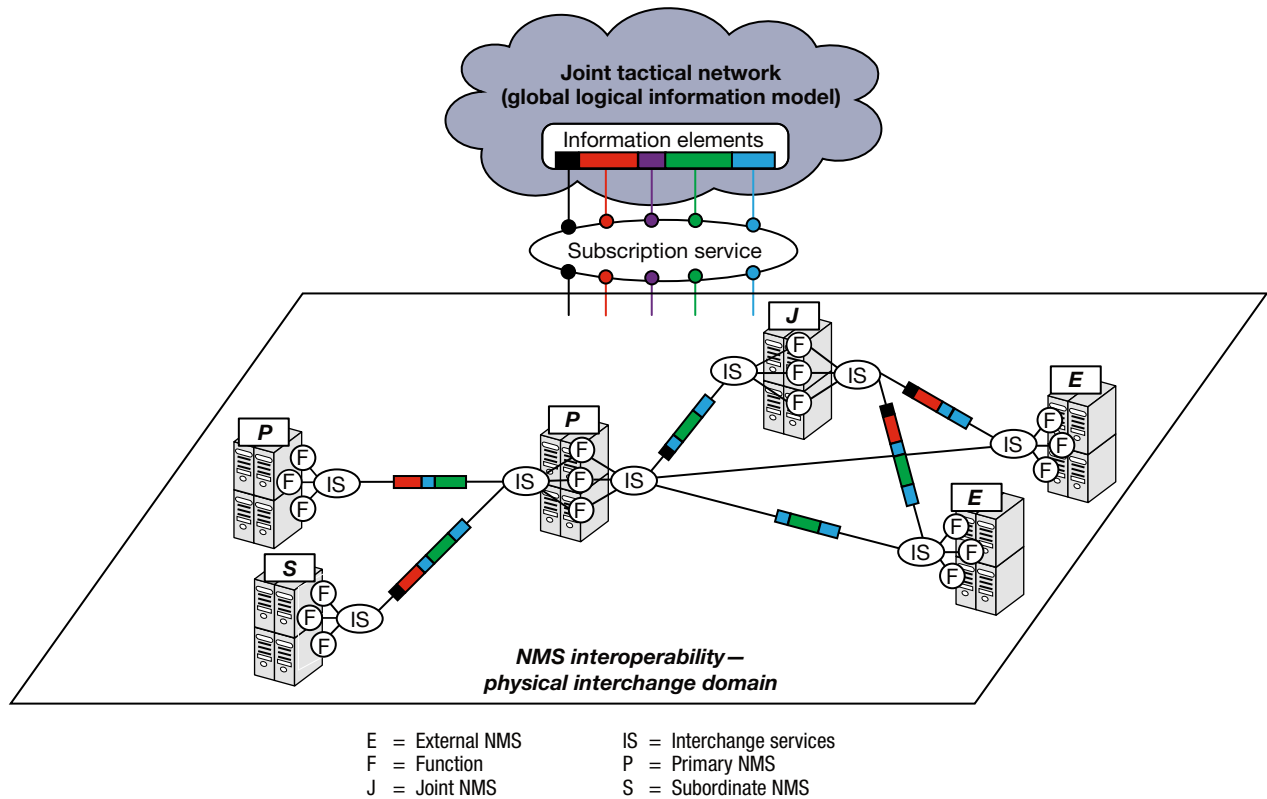 Joint tactical network
(global logical information model)
Information elements
Subscription service
J
F
F
F
IS
IS
E
F
F
F
IS
P
F
F
F
IS
P
F
F
F
IS
IS
E
F
F
F
IS
S
F
F
F
IS
NMS interoperability—
physical interchange domain
E = External NMS
F = Function
J = Joint NMS
IS = Interchange services
P = Primary NMS
S = Subordinate NMS